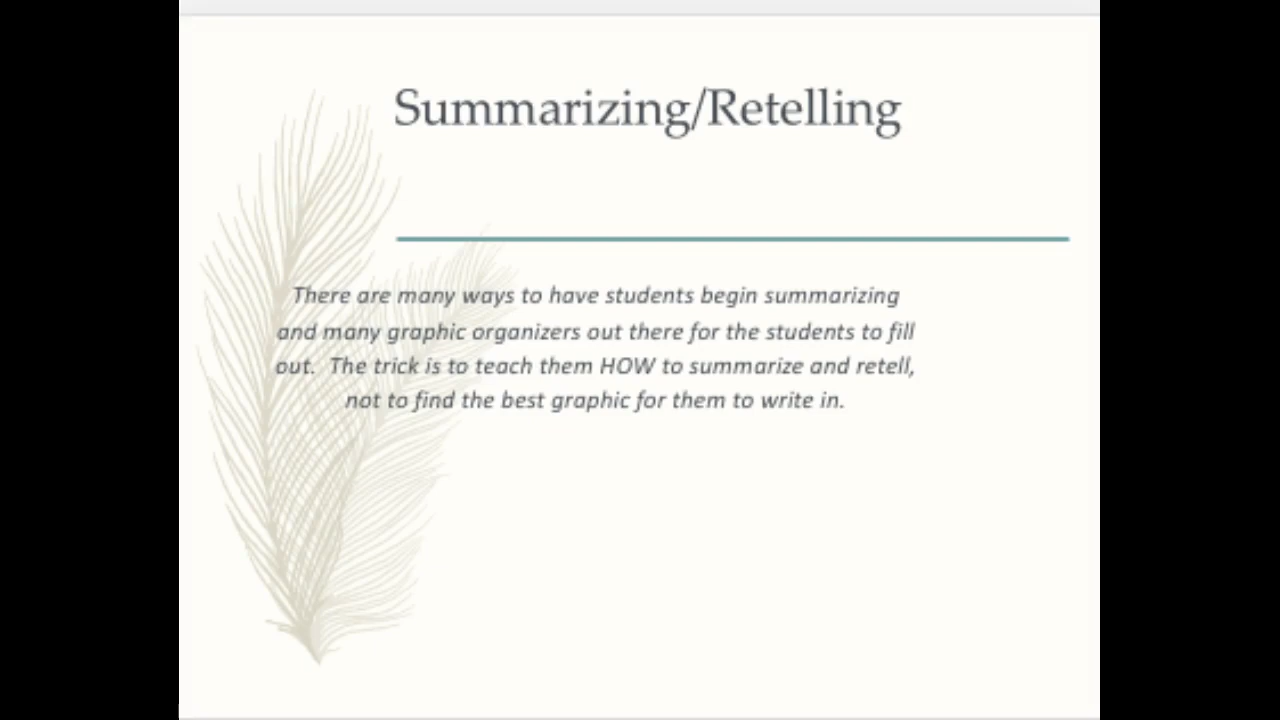 Summarizing/Retelling
There are many ways to have students begin summarizing
and many graphic organizers out there for the students to fill
out.  The trick is to teach them HOW to summarize and retell,
not to find the best graphic for them to write in.